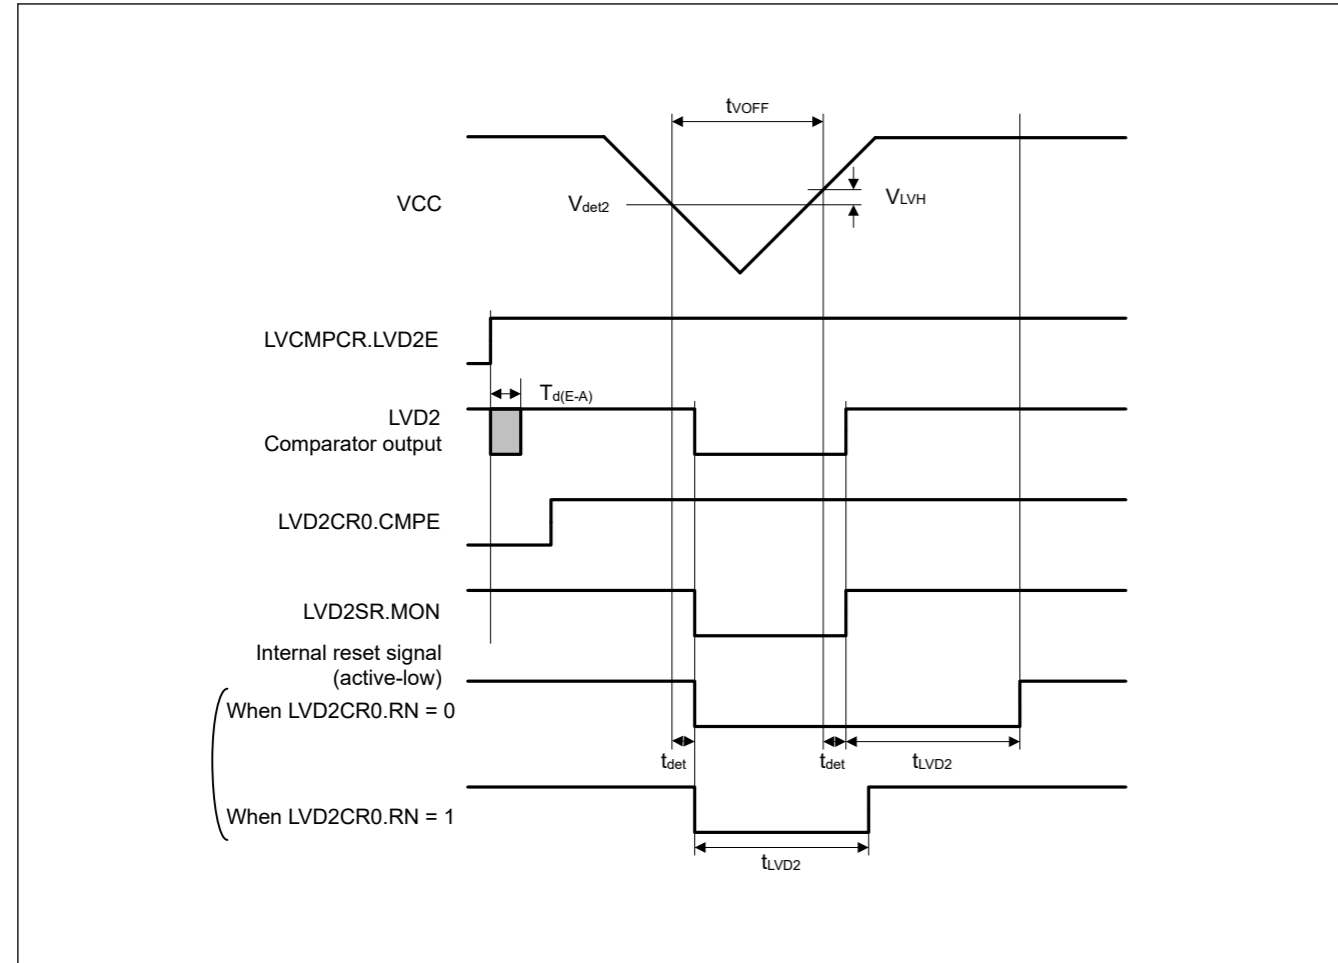 tVOFF
VCC
Vdet2
VLVH
LVCMPCR.LVD2E
Td(E-A)
LVD2
Comparator output
LVD2CR0.CMPE
LVD2SR.MON
Internal reset signal
(active-low)
When LVD2CR0.RN = 0
tdet
tdet
tLVD2
When LVD2CR0.RN = 1
tLVD2